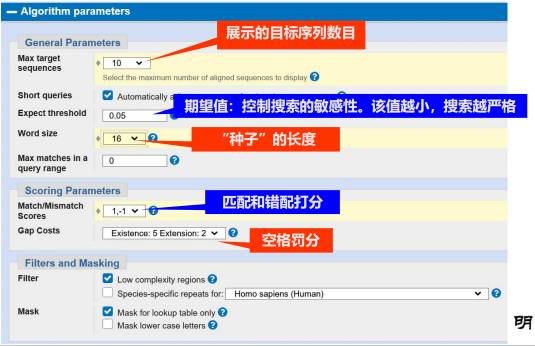 Algorithm parameters
展示的目标序列数目
General Parameters
Max target sequences
10
Select the maximum number of aligned sequences to display
Short queries
Automatically a
期望值：控制搜索的敏感性。该值越小，搜索越严格
Expect threshold
0.05
Word size
16
“种子”的长度
Max matches in a query range
0
Scoring Parameters
匹配和错配打分
Match/Mismatch Scores
1,-1
Gap Costs
Existence: 5 Extension: 2
空格罚分
Filters and Masking
Filter
Low complexity regions
Species-specific repeats for:
Homo sapiens (Human)
Mask
Mask for lookup table only
Mask lower case letters
明